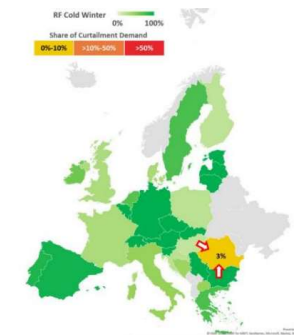 RF Cold Winter 0% 100%
Share of Curtailment Demand
0%-10% >10%-50% >50%
3%